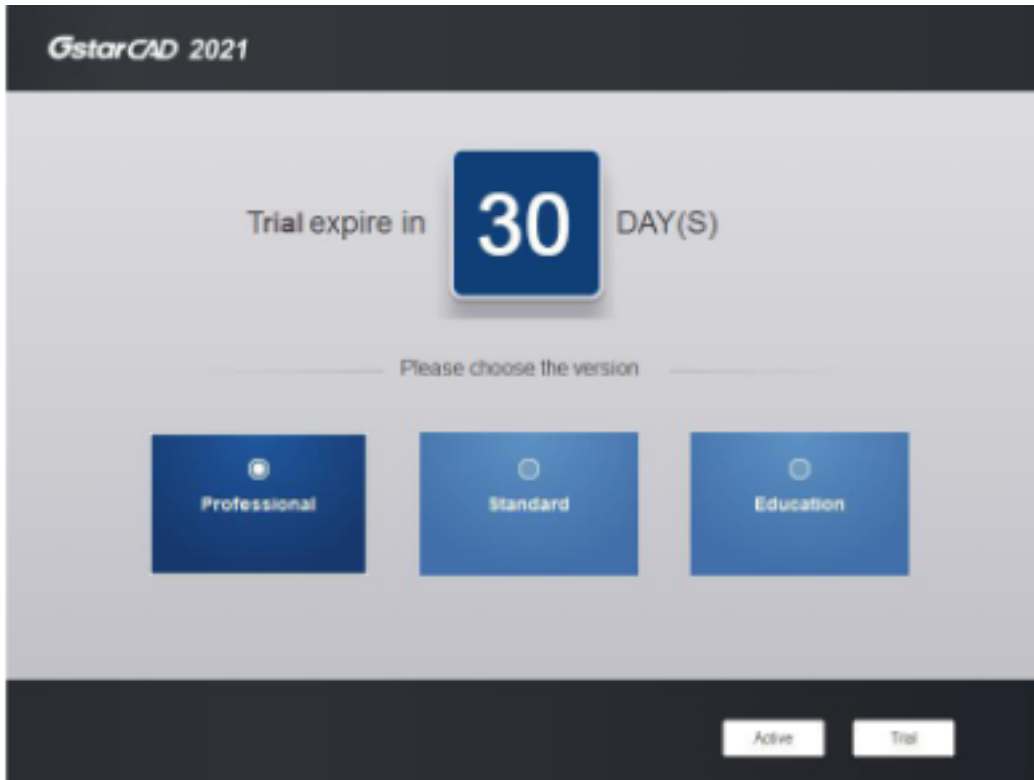 GstarCAD 2021
Trial expire in 30 DAY(S)
Please choose the version
Professional Standard Education
Active Trial